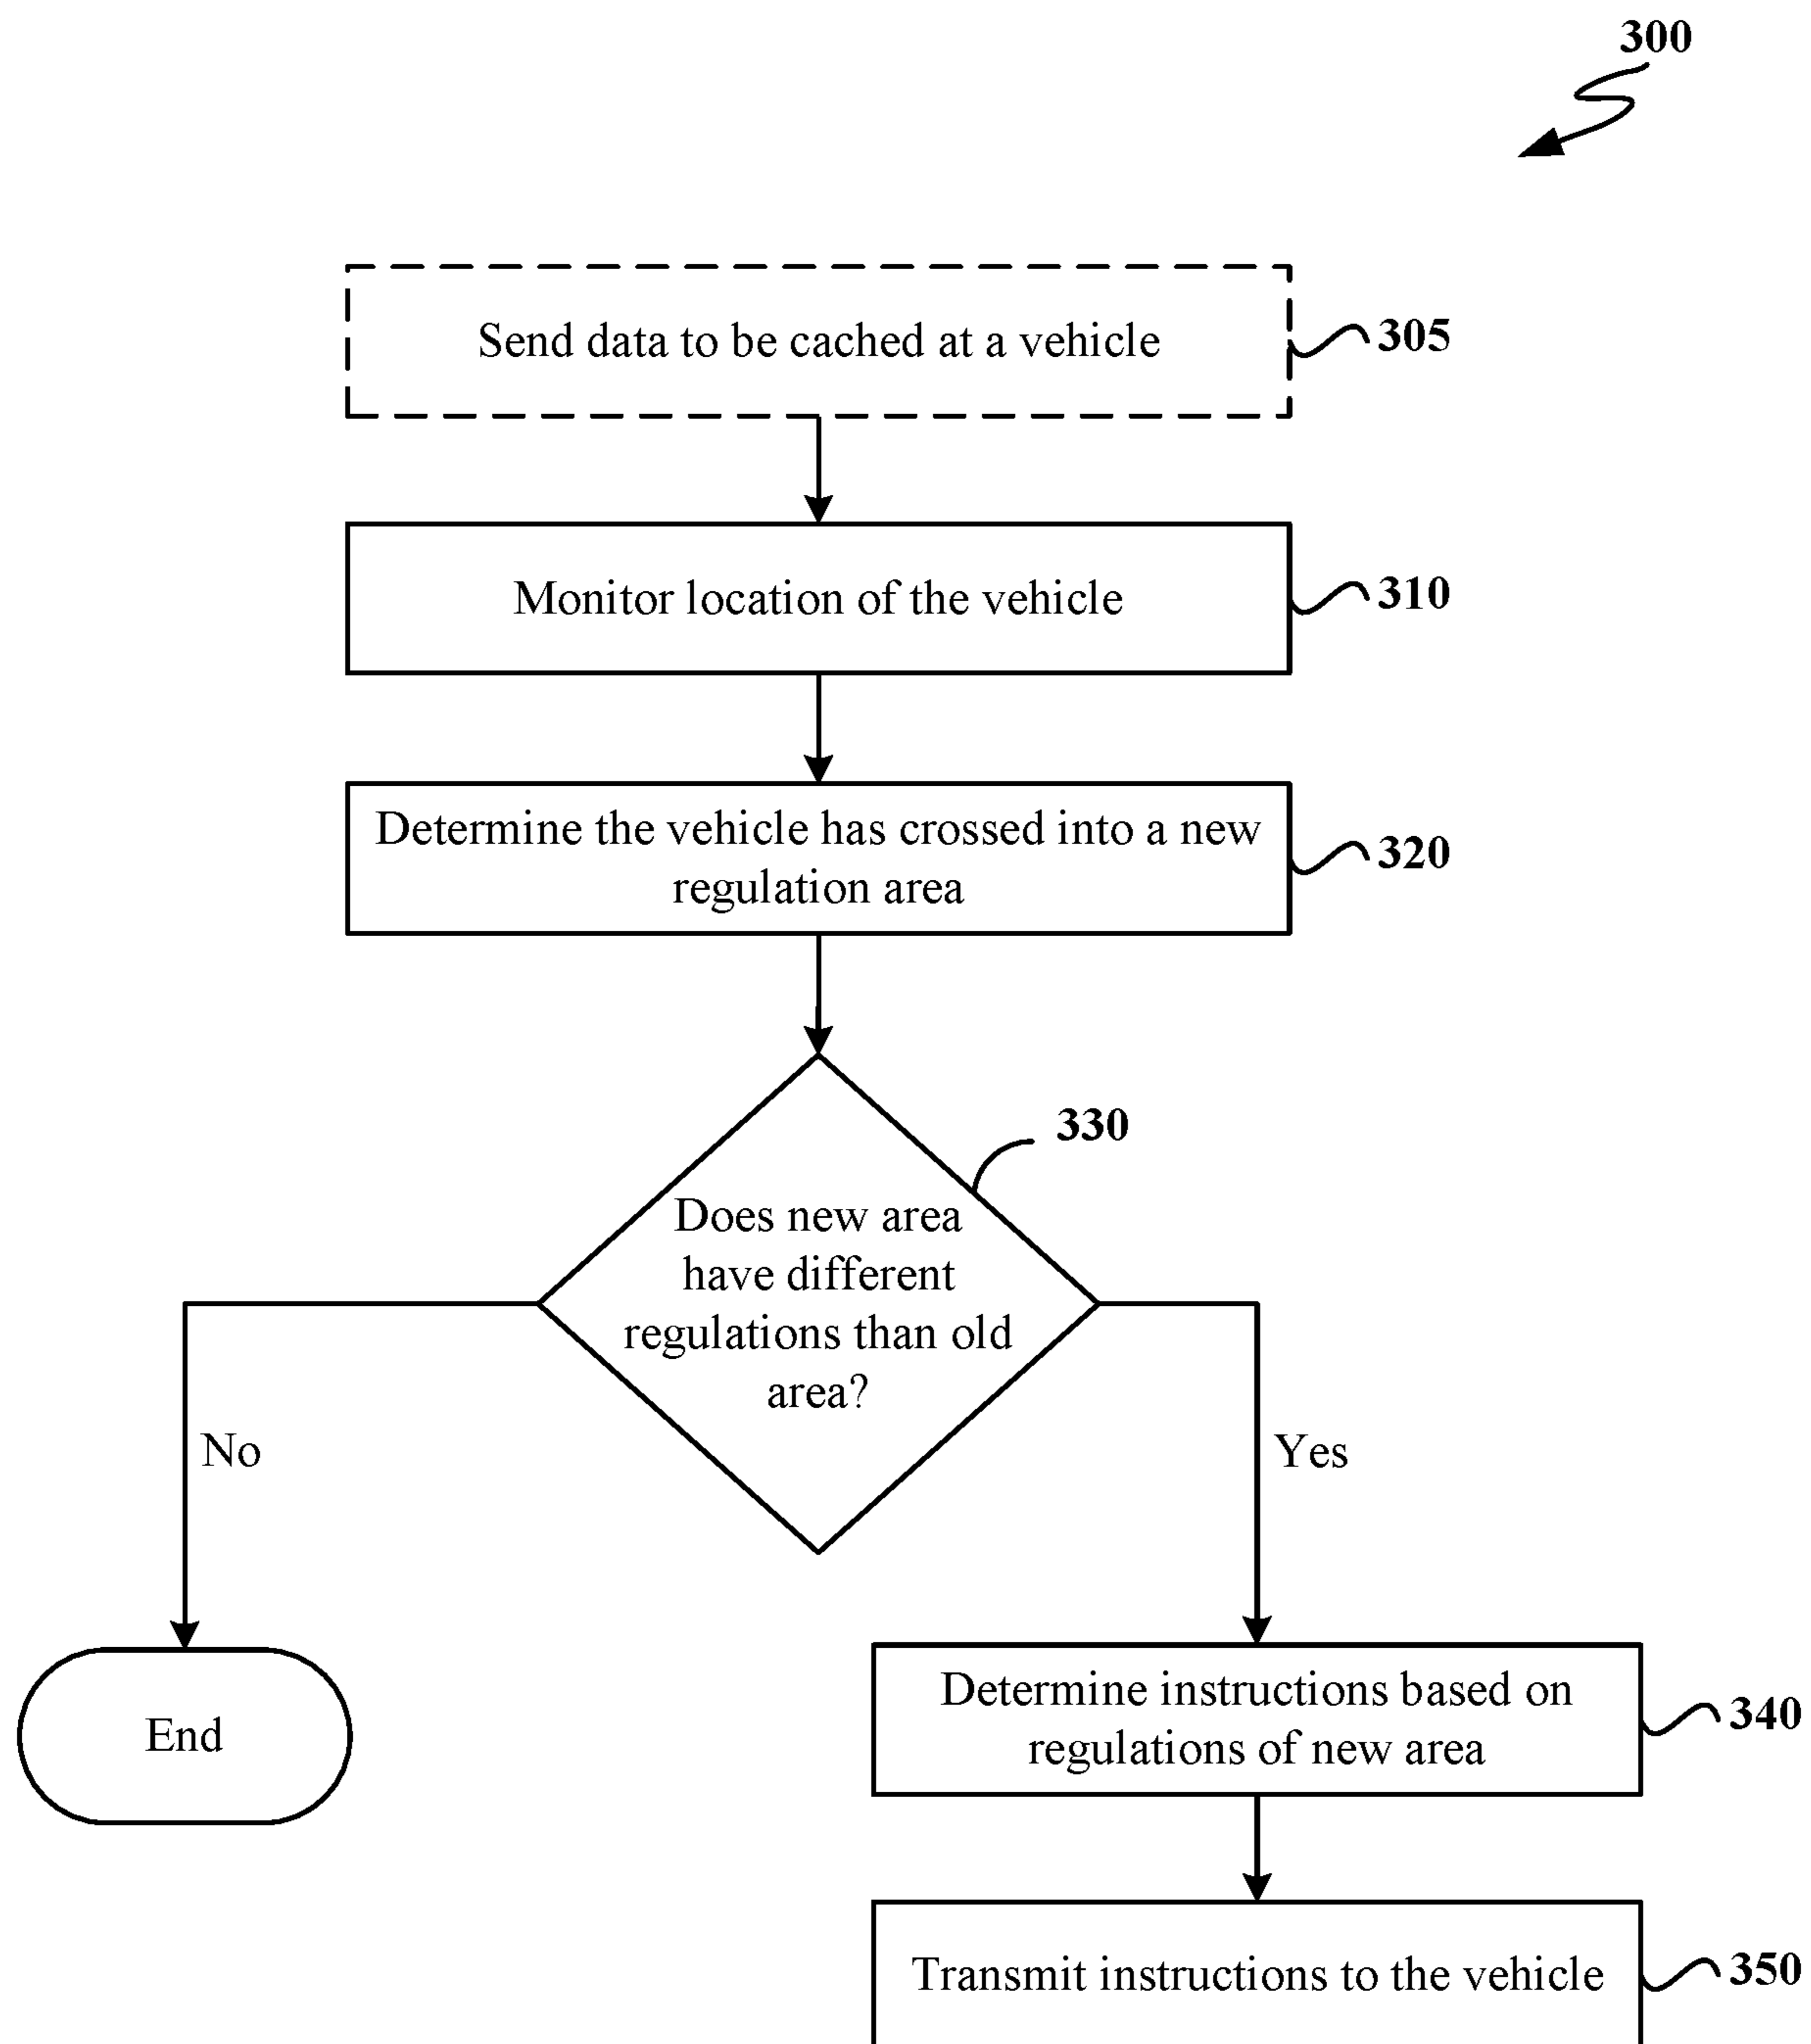 300
Send data to be cached at a vehicle
305
Monitor location of the vehicle
310
Determine the vehicle has crossed into a new
regulation area
320
330
Does new area
have different
regulations than old
area?
No
Yes
End
Determine instructions based on
regulations of new area
340
Transmit instructions to the vehicle
350